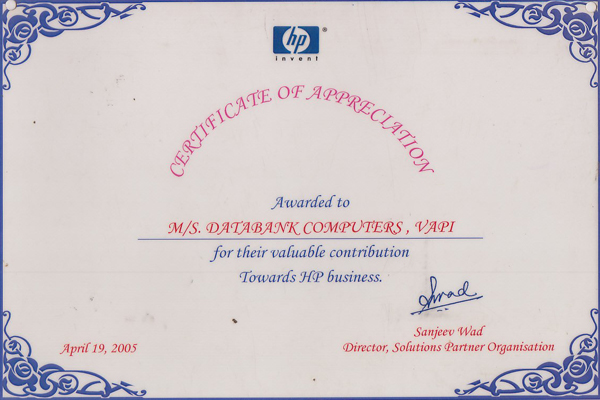 hp
invent
CERTIFICATE OF APPRECIATION
Awarded to
M/S. DATABANK COMPUTERS , VAPI
for their valuable contribution
Towards HP business.
Sanjeev Wad
April 19, 2005
Director, Solutions Partner Organisation